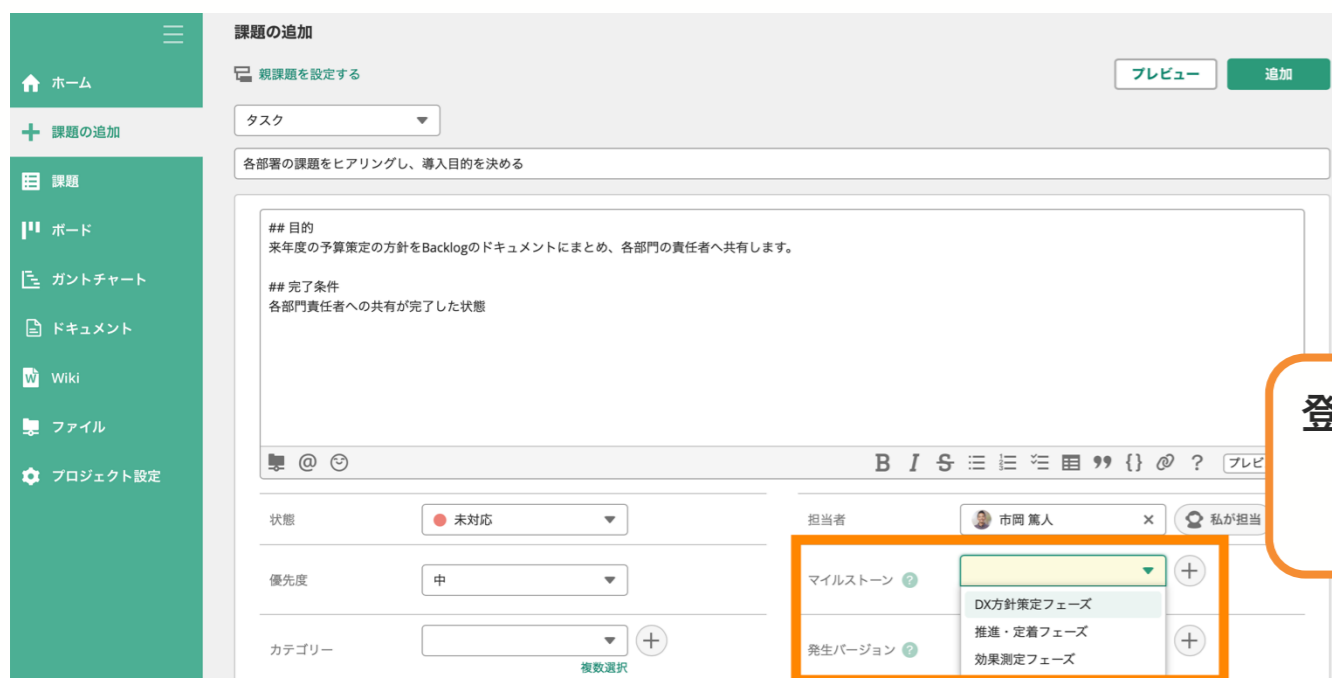 課題の追加
親課題を設定する
プレビュー
追加
ホーム
課題の追加
課題
ボード
ガントチャート
ドキュメント
Wiki
ファイル
プロジェクト設定
タスク
各部署の課題をヒアリングし、導入目的を決める
## 目的
来年度の予算策定の方針をBacklogのドキュメントにまとめ、各部門の責任者へ共有します。
## 完了条件
各部門責任者への共有が完了した状態
B I S {} ? プレビ
登
状態
未対応
担当者
市岡 篤人
私が担当
優先度
中
マイルストーン ?
DX方針策定フェーズ
推進・定着フェーズ
効果測定フェーズ
カテゴリー
複数選択
発生バージョン ?